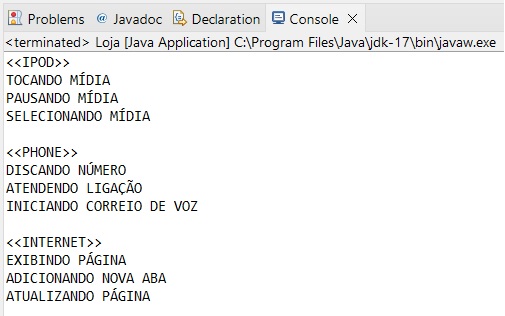 Problems @ Javadoc Declaration Console
<terminated> Loja [Java Application] C:\Program Files\Java\jdk-17\bin\javaw.exe
<<IPOD>>
TOCANDO MÍDIA
PAUSANDO MÍDIA
SELECIONANDO MÍDIA
<<PHONE>>
DISCANDO NÚMERO
ATENDENDO LIGAÇÃO
INICIANDO CORREIO DE VOZ
<<INTERNET>>
EXIBINDO PÁGINA
ADICIONANDO NOVA ABA
ATUALIZANDO PÁGINA